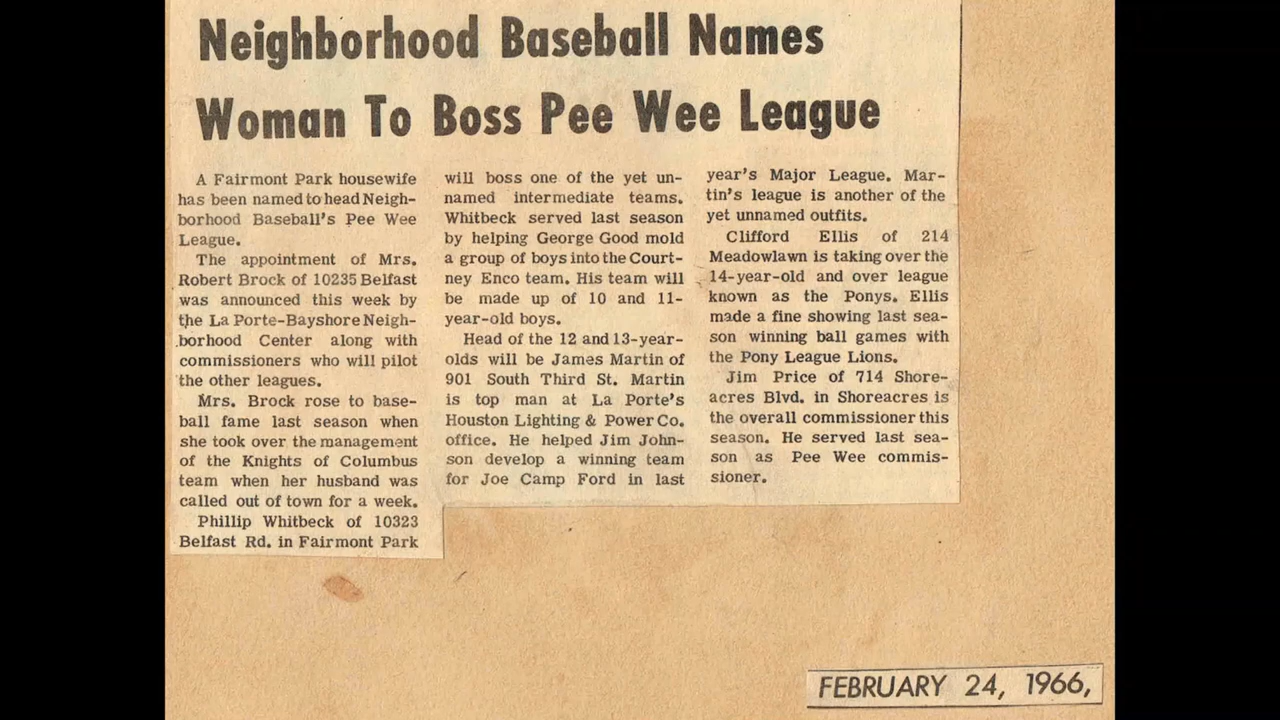 Neighborhood Baseball Names
Woman To Boss Pee Wee League
A Fairmont Park housewife
has been named to head Neigh-
borhood Baseball's Pee Wee
League.
The appointment of Mrs.
Robert Brock of 10235 Belfast
was announced this week by
the La Porte-Bayshore Neigh-
borhood Center along with
commissioners who will pilot
the other leagues.
Mrs. Brock rose to base-
ball fame last season when
she took over the management
of the Knights of Columbus
team when her husband was
called out of town for a week.
Phillip Whitbeck of 10323
Belfast Rd. in Fairmont Park
will boss one of the yet un-
named intermediate teams.
Whitbeck served last season
by helping George Good mold
a group of boys into the Court-
ney Enco team. His team will
be made up of 10 and 11-
year-old boys.
Head of the 12 and 13-year-
olds will be James Martin of
901 South Third St. Martin
is top man at La Porte's
Houston Lighting & Power Co.
office. He helped Jim John-
son develop a winning team
for Joe Camp Ford in last
year's Major League. Mar-
tin's league is another of the
yet unnamed outfits.
Clifford Ellis of 214
Meadowlawn is taking over the
14-year-old and over league
known as the Ponys. Ellis
made a fine showing last sea-
son winning ball games with
the Pony League Lions.
Jim Price of 714 Shore-
acres Blvd. in Shoreacres is
the overall commissioner this
season. He served last sea-
son as Pee Wee commis-
sioner.
FEBRUARY 24, 1966,